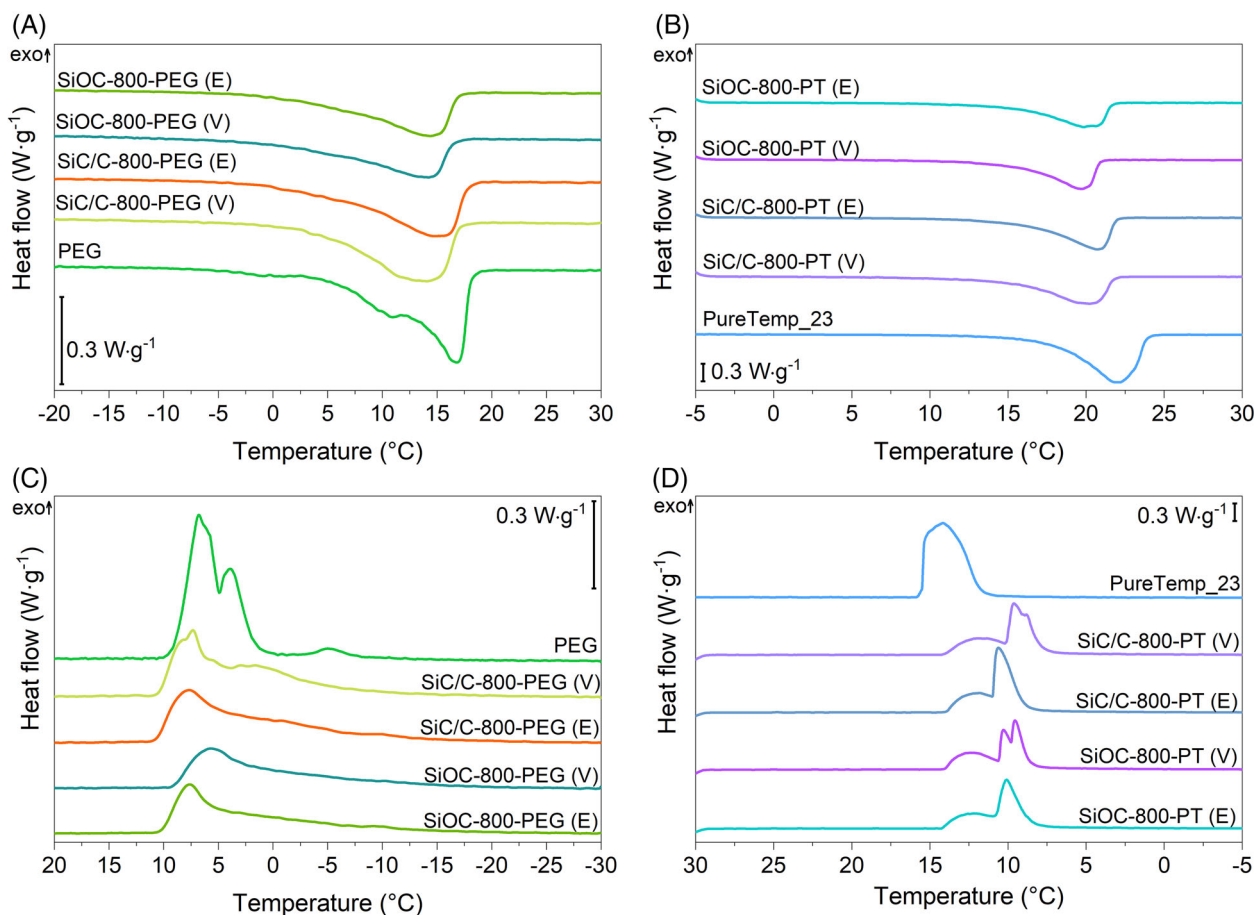 (A)
exo↑
SiOC-800-PEG (E)
SiOC-800-PEG (V)
SiC/C-800-PEG (E)
SiC/C-800-PEG (V)
PEG
0.3 W·g⁻¹
Heat flow (W·g⁻¹)
-20 -15 -10 -5 0 5 10 15 20 25 30
Temperature (°C)
(B)
exo↑
SiOC-800-PT (E)
SiOC-800-PT (V)
SiC/C-800-PT (E)
SiC/C-800-PT (V)
PureTemp_23
0.3 W·g⁻¹
Heat flow (W·g⁻¹)
-5 0 5 10 15 20 25 30
Temperature (°C)
(C)
exo↑
0.3 W·g⁻¹
PEG
SiC/C-800-PEG (V)
SiC/C-800-PEG (E)
SiOC-800-PEG (V)
SiOC-800-PEG (E)
Heat flow (W·g⁻¹)
20 15 10 5 0 -5 -10 -15 -20 -25 -30
Temperature (°C)
(D)
exo↑
0.3 W·g⁻¹
PureTemp_23
SiC/C-800-PT (V)
SiC/C-800-PT (E)
SiOC-800-PT (V)
SiOC-800-PT (E)
Heat flow (W·g⁻¹)
30 25 20 15 10 5 0 -5
Temperature (°C)